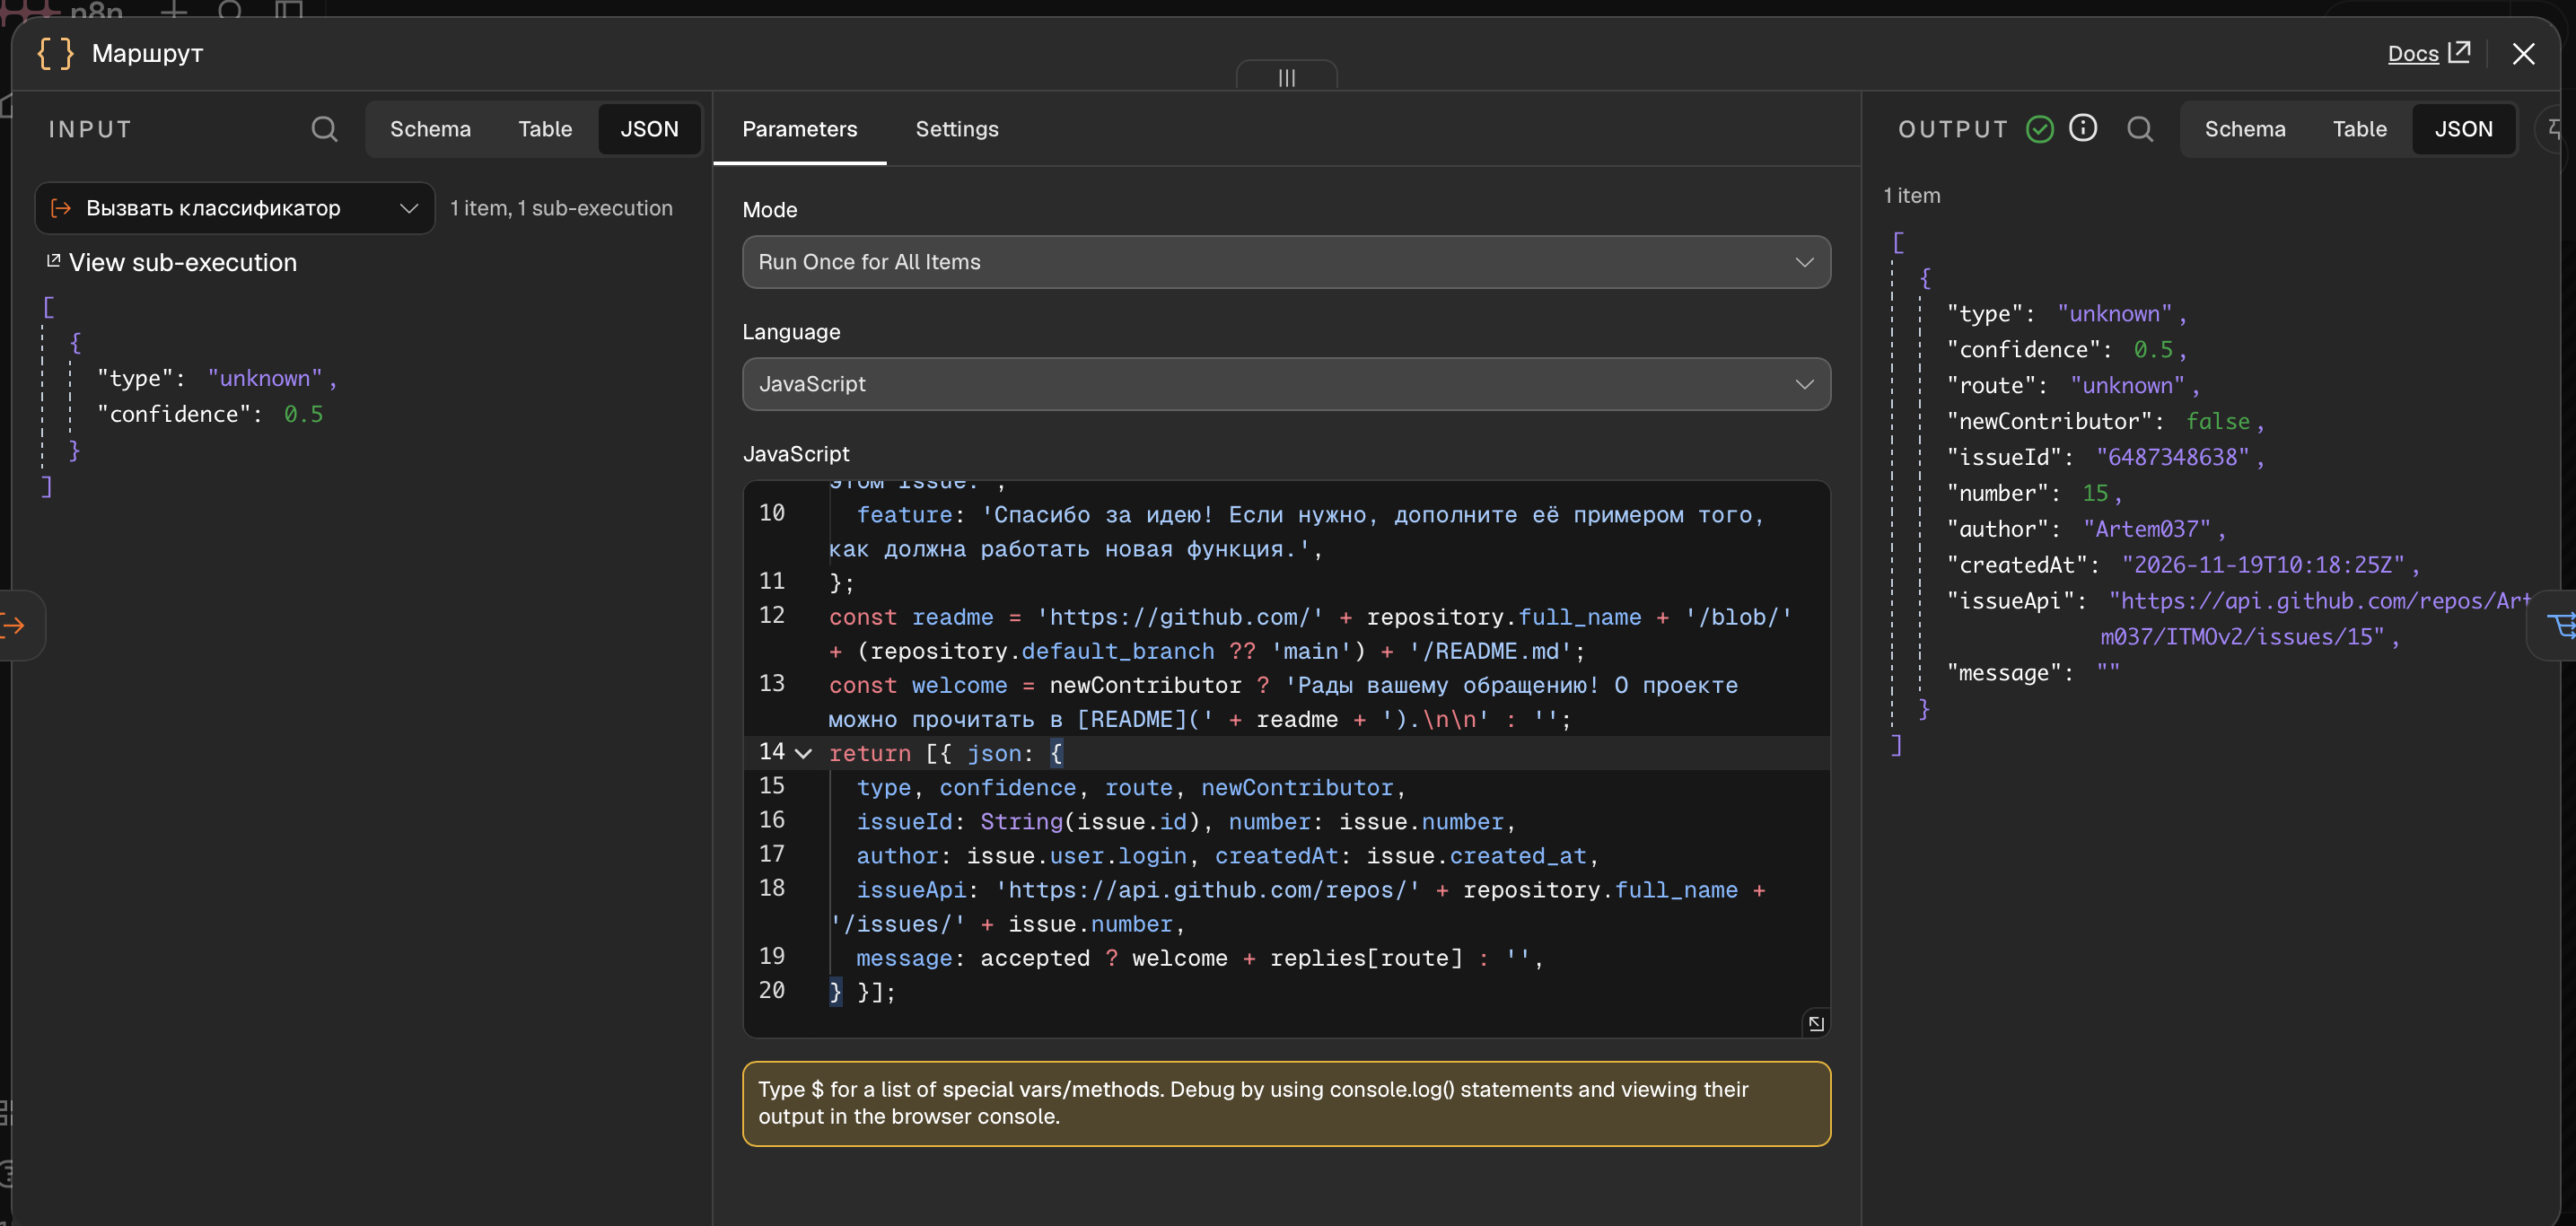 n8n
{ } Маршрут
Docs
INPUT
Schema
Table
JSON
Вызвать классификатор
1 item, 1 sub-execution
View sub-execution
[
{
"type": "unknown",
"confidence": 0.5
}
]
Parameters
Settings
Mode
Run Once for All Items
Language
JavaScript
JavaScript
этом issue.',
10 feature: 'Спасибо за идею! Если нужно, дополните её примером того,
как должна работать новая функция.',
11 };
12 const readme = 'https://github.com/' + repository.full_name + '/blob/'
+ (repository.default_branch ?? 'main') + '/README.md';
13 const welcome = newContributor ? 'Рады вашему обращению! О проекте
можно прочитать в [README](' + readme + ').\n\n' : '';
14 return [{ json: {
15 type, confidence, route, newContributor,
16 issueId: String(issue.id), number: issue.number,
17 author: issue.user.login, createdAt: issue.created_at,
18 issueApi: 'https://api.github.com/repos/' + repository.full_name +
'/issues/' + issue.number,
19 message: accepted ? welcome + replies[route] : '',
20 } }];
Type $ for a list of special vars/methods. Debug by using console.log() statements and viewing their
output in the browser console.
OUTPUT
Schema
Table
JSON
1 item
[
{
"type": "unknown",
"confidence": 0.5,
"route": "unknown",
"newContributor": false,
"issueId": "6487348638",
"number": 15,
"author": "Artem037",
"createdAt": "2026-11-19T10:18:25Z",
"issueApi": "https://api.github.com/repos/Art
m037/ITMOv2/issues/15",
"message": ""
}
]